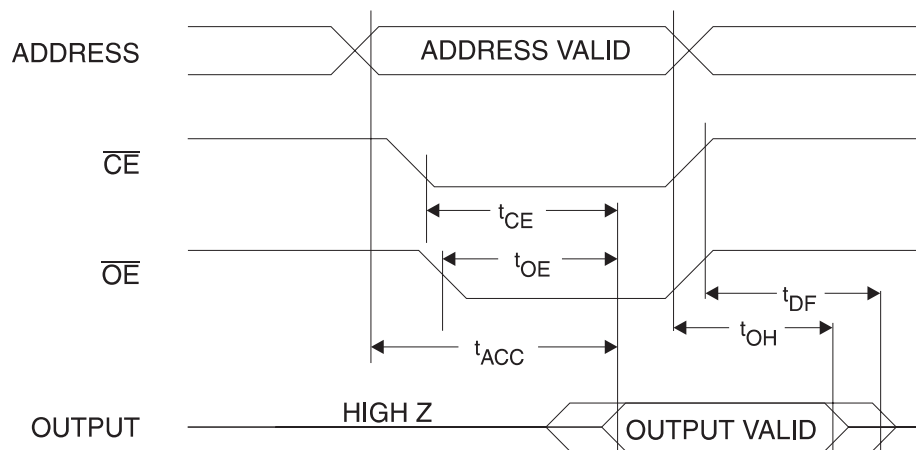 ADDRESS
ADDRESS VALID
CE
tCE
OE
tOE
tDF
tOH
tACC
HIGH Z
OUTPUT
OUTPUT VALID